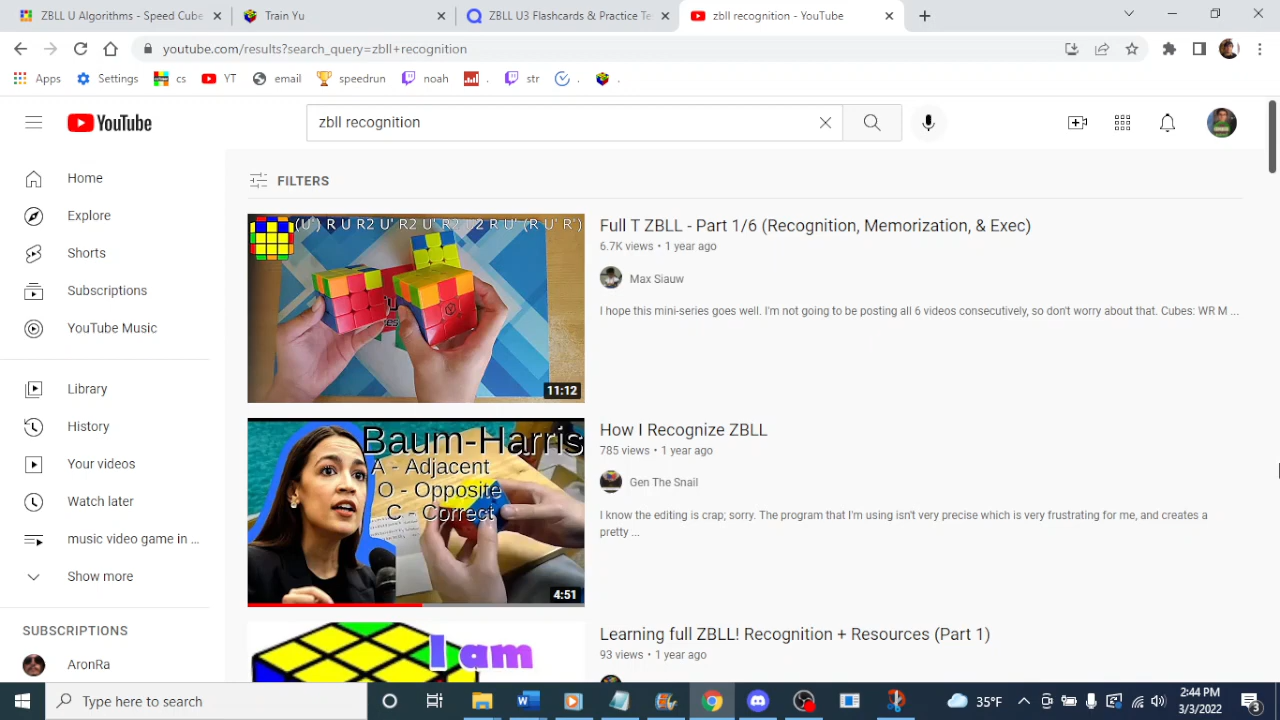 ZBLL U Algorithms - Speed Cube
Train Yu
ZBLL U3 Flashcards & Practice Te
zbll recognition - YouTube
youtube.com/results?search_query=zbll+recognition
Apps
Settings
cs
YT
email
speedrun
noah
.
str
.
.
YouTube
zbll recognition
Home
Explore
Shorts
Subscriptions
YouTube Music
Library
History
Your videos
Watch later
music video game in ...
Show more
SUBSCRIPTIONS
AronRa
FILTERS
(U') R U R2 U' R2 U' R2 U2 R U' (R U' R')
11:12
Full T ZBLL - Part 1/6 (Recognition, Memorization, & Exec)
6.7K views • 1 year ago
Max Siauw
I hope this mini-series goes well. I'm not going to be posting all 6 videos consecutively, so don't worry about that. Cubes: WR M ...
Baum-Harris
A - Adjacent
O - Opposite
C - Correct
4:51
How I Recognize ZBLL
785 views • 1 year ago
Gen The Snail
I know the editing is crap; sorry. The program that I'm using isn't very precise which is very frustrating for me, and creates a
pretty ...
I am
Learning full ZBLL! Recognition + Resources (Part 1)
93 views • 1 year ago
Type here to search
35°F
2:44 PM
3/3/2022
3